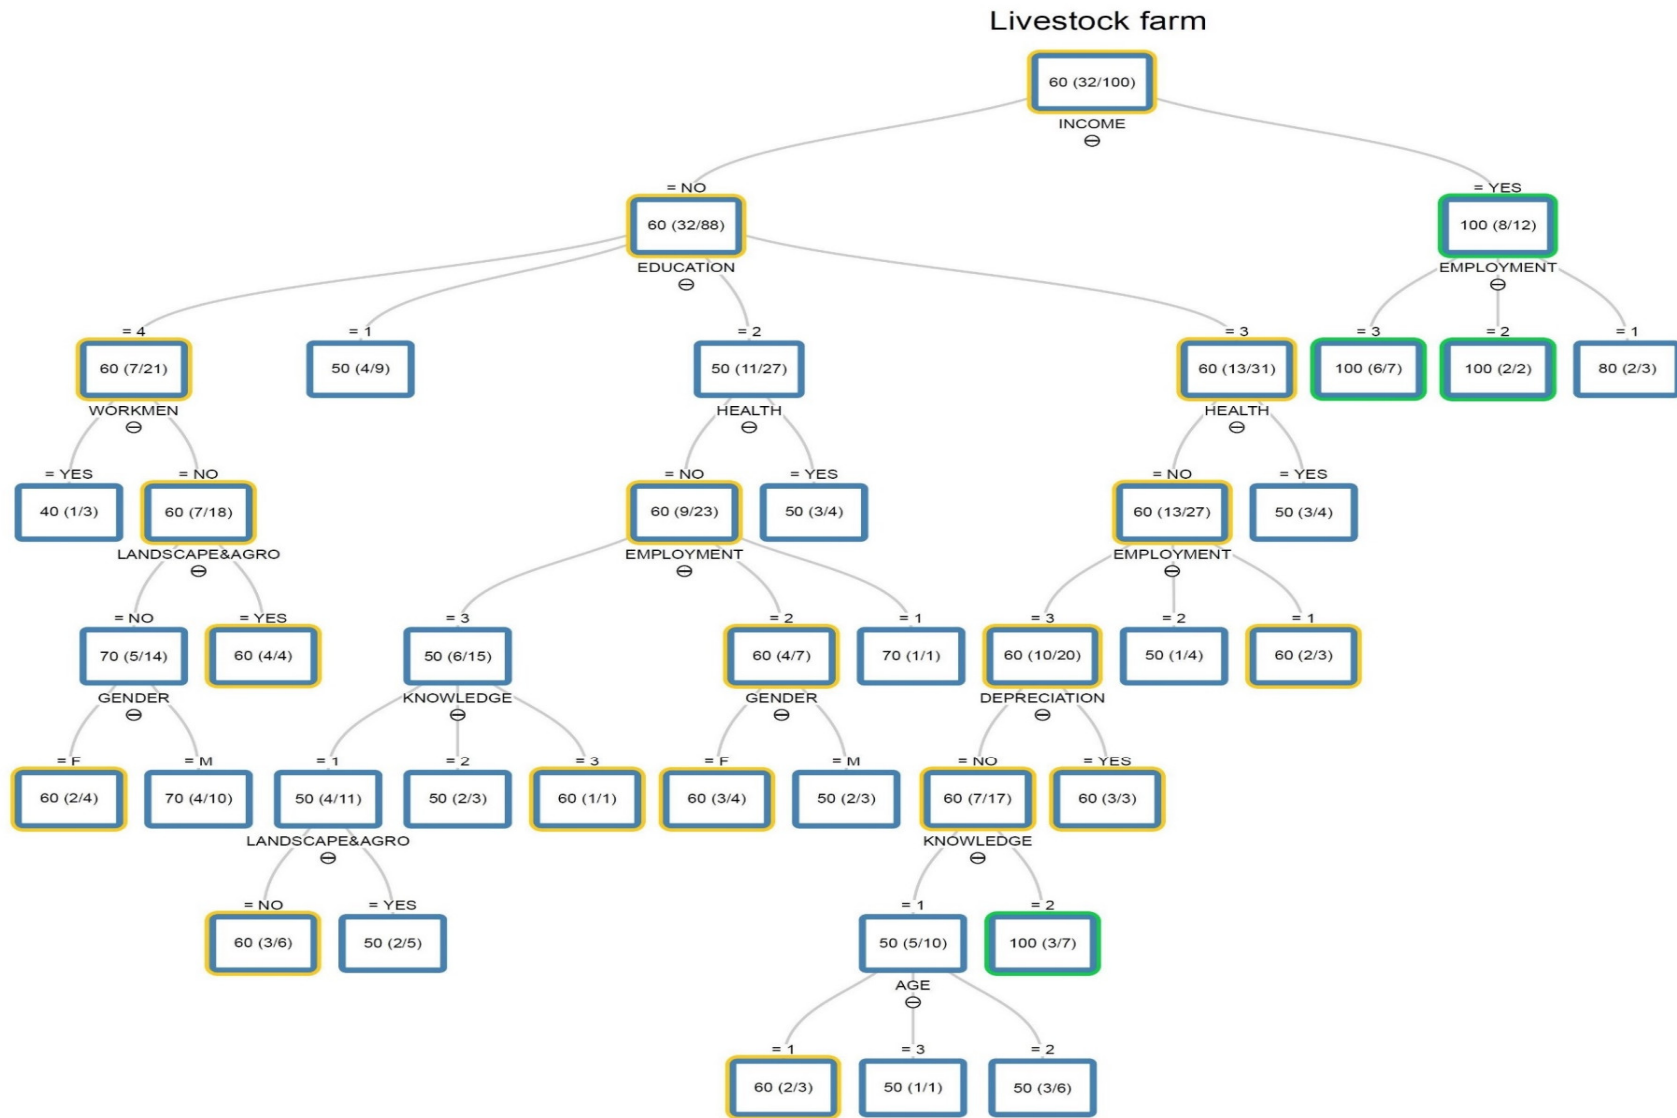 Livestock farm
60 (32/100)
INCOME
= NO
= YES
60 (32/88)
100 (8/12)
EDUCATION
EMPLOYMENT
= 4
= 1
= 2
= 3
= 3
= 2
= 1
60 (7/21)
50 (4/9)
50 (11/27)
60 (13/31)
100 (6/7)
100 (2/2)
80 (2/3)
WORKMEN
HEALTH
HEALTH
= YES
= NO
= NO
= YES
= NO
= YES
40 (1/3)
60 (7/18)
60 (9/23)
50 (3/4)
60 (13/27)
50 (3/4)
LANDSCAPE&AGRO
EMPLOYMENT
EMPLOYMENT
= NO
= YES
= 3
= 2
= 1
= 3
= 2
= 1
70 (5/14)
60 (4/4)
50 (6/15)
60 (4/7)
70 (1/1)
60 (10/20)
50 (1/4)
60 (2/3)
GENDER
KNOWLEDGE
GENDER
DEPRECIATION
= F
= M
= 1
= 2
= 3
= F
= M
= NO
= YES
60 (2/4)
70 (4/10)
50 (4/11)
50 (2/3)
60 (1/1)
60 (3/4)
50 (2/3)
60 (7/17)
60 (3/3)
LANDSCAPE&AGRO
KNOWLEDGE
= NO
= YES
= 1
= 2
60 (3/6)
50 (2/5)
50 (5/10)
100 (3/7)
AGE
= 1
= 3
= 2
60 (2/3)
50 (1/1)
50 (3/6)